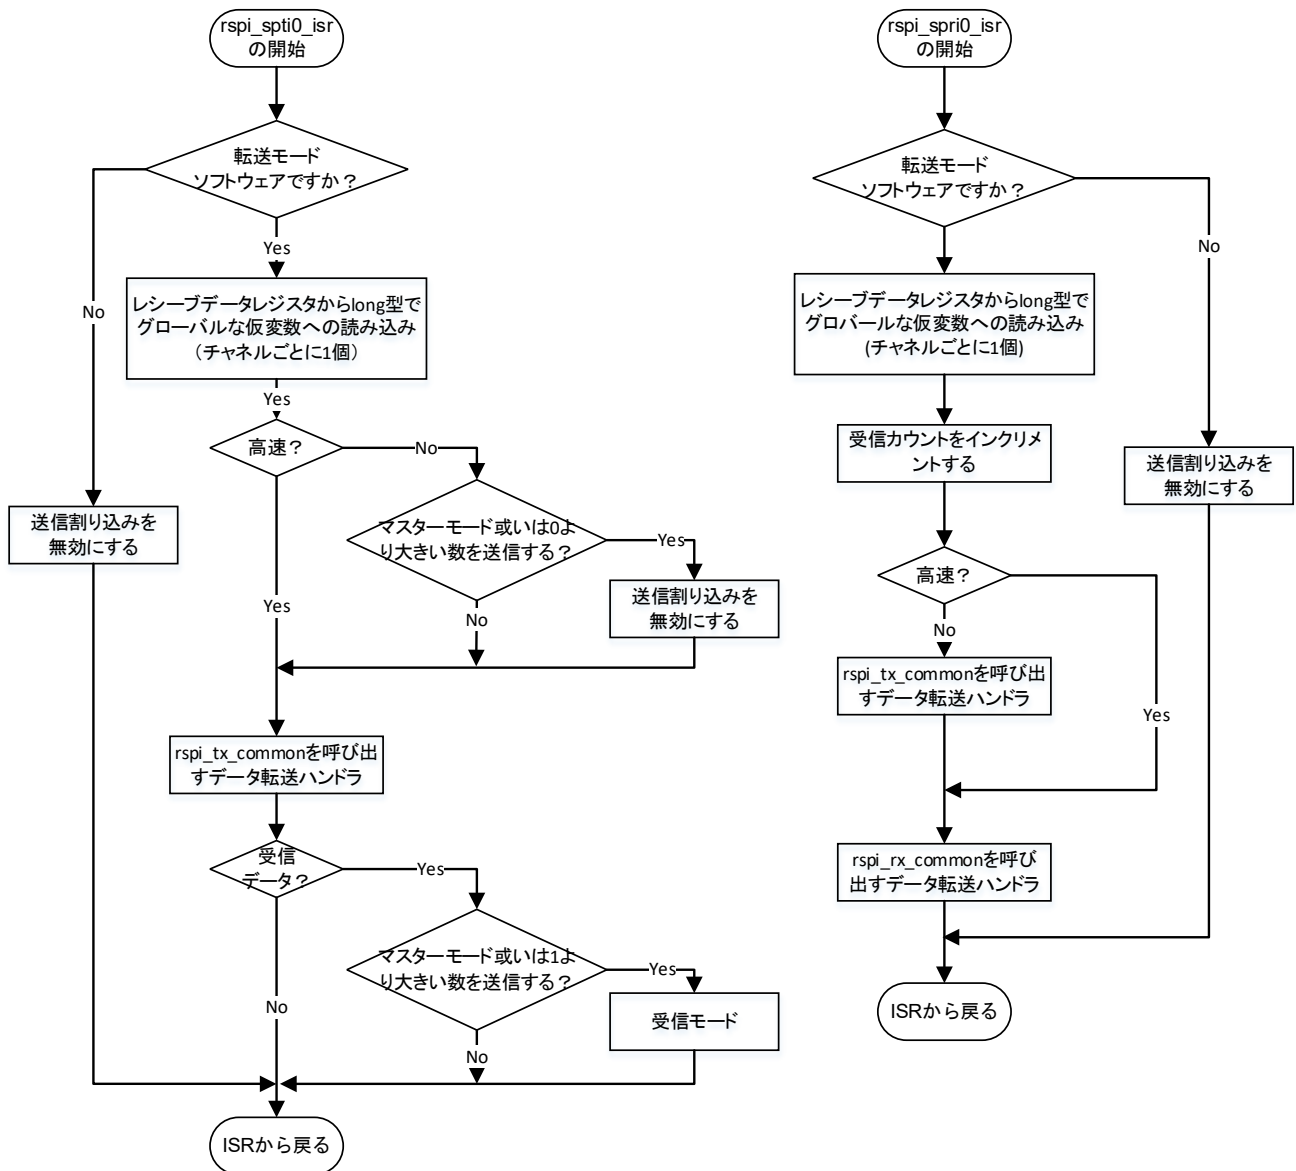 rspi_spti0_isr
の開始
転送モード
ソフトウェアですか？
Yes
No
レシーブデータレジスタからlong型で
グローバルな仮変数への読み込み
（チャネルごとに1個）
Yes
高速？
No
マスターモード或いは0よ
り大きい数を送信する？
Yes
送信割り込みを
無効にする
No
Yes
送信割り込みを
無効にする
rspi_tx_commonを呼び出
すデータ転送ハンドラ
受信
データ？
Yes
マスターモード或いは1よ
り大きい数を送信する？
Yes
受信モード
No
No
ISRから戻る
rspi_spri0_isr
の開始
転送モード
ソフトウェアですか？
No
レシーブデータレジスタからlong型で
グロバールな仮変数への読み込み
(チャネルごとに1個)
受信カウントをインクリメ
ントする
送信割り込みを
無効にする
高速？
No
Yes
rspi_tx_commonを呼び出
すデータ転送ハンドラ
rspi_rx_commonを呼び
出すデータ転送ハンドラ
ISRから戻る